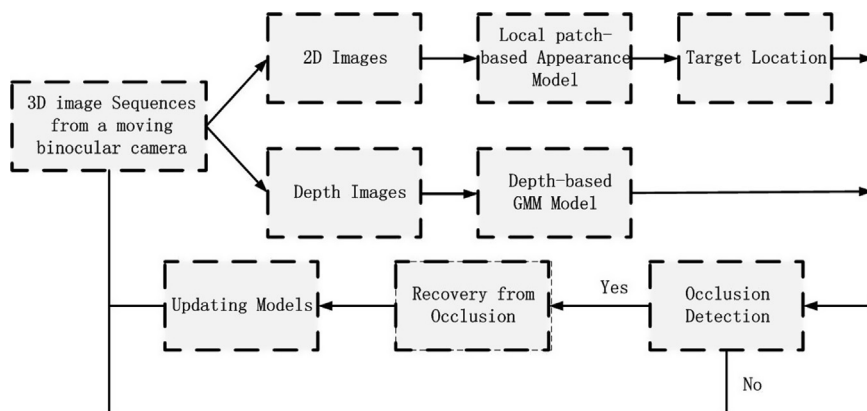 3D image Sequences
from a moving
binocular camera
2D Images
Local patch-
based Appearance
Model
Target Location
Depth Images
Depth-based
GMM Model
Updating Models
Recovery from
Occlusion
Yes
Occlusion
Detection
No